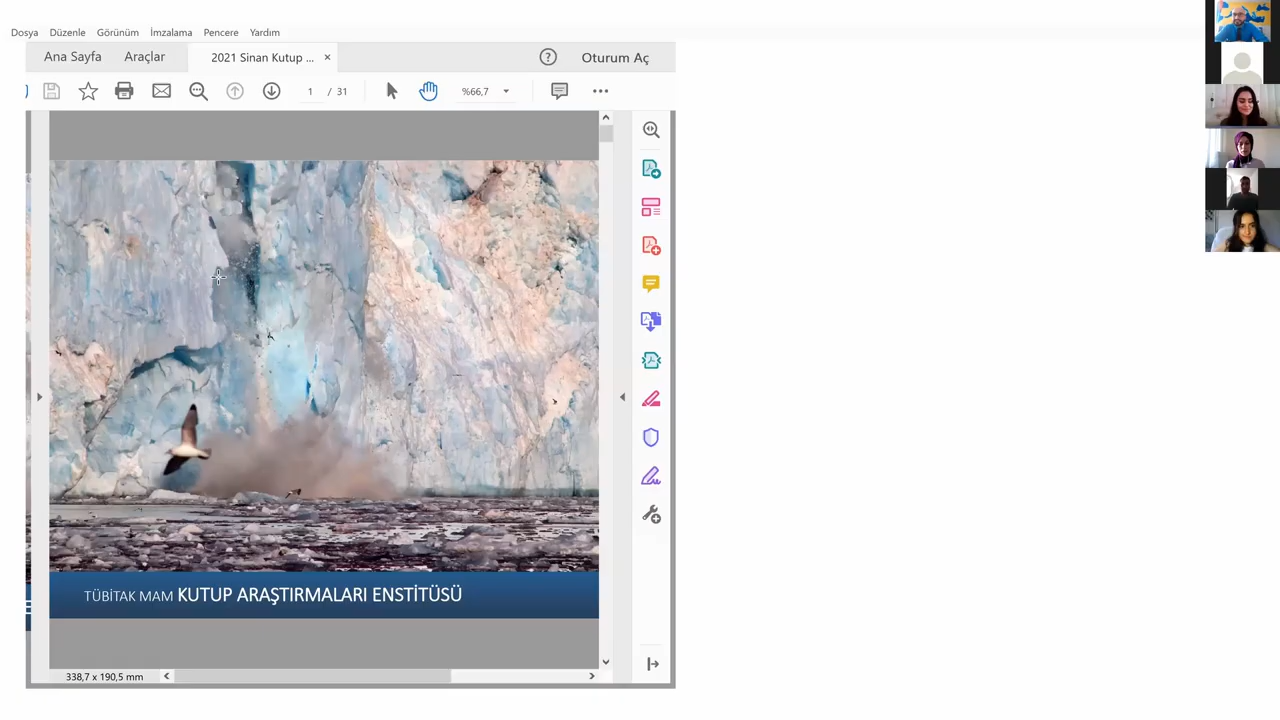 Dosya Düzenle Görünüm İmzalama Pencere Yardım
Ana Sayfa Araçlar 2021 Sinan Kutup ... × Oturum Aç
1 / 31 %66,7
TÜBİTAK MAM KUTUP ARAŞTIRMALARI ENSTİTÜSÜ
338,7 x 190,5 mm